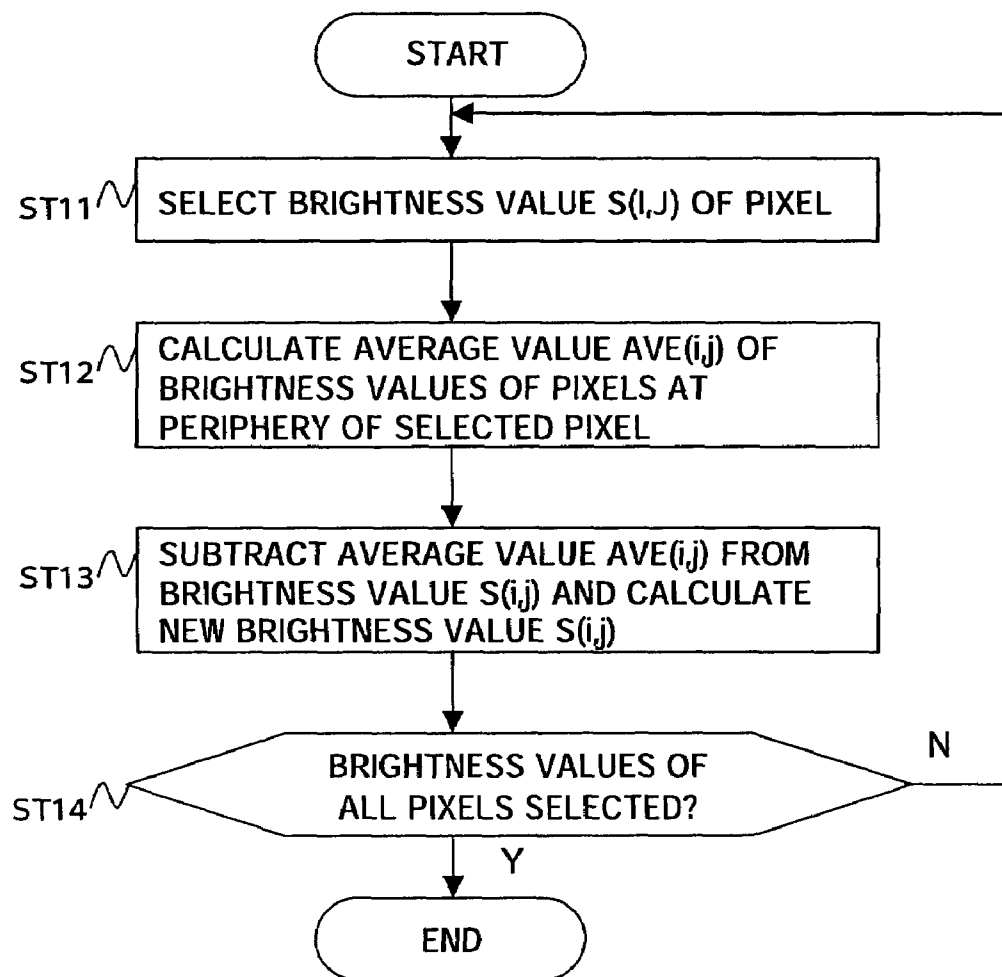 START
ST11
SELECT BRIGHTNESS VALUE S(I,J) OF PIXEL
ST12
CALCULATE AVERAGE VALUE AVE(i,j) OF
BRIGHTNESS VALUES OF PIXELS AT
PERIPHERY OF SELECTED PIXEL
ST13
SUBTRACT AVERAGE VALUE AVE(i,j) FROM
BRIGHTNESS VALUE S(i,j) AND CALCULATE
NEW BRIGHTNESS VALUE S(i,j)
ST14
BRIGHTNESS VALUES OF
ALL PIXELS SELECTED?
N
Y
END